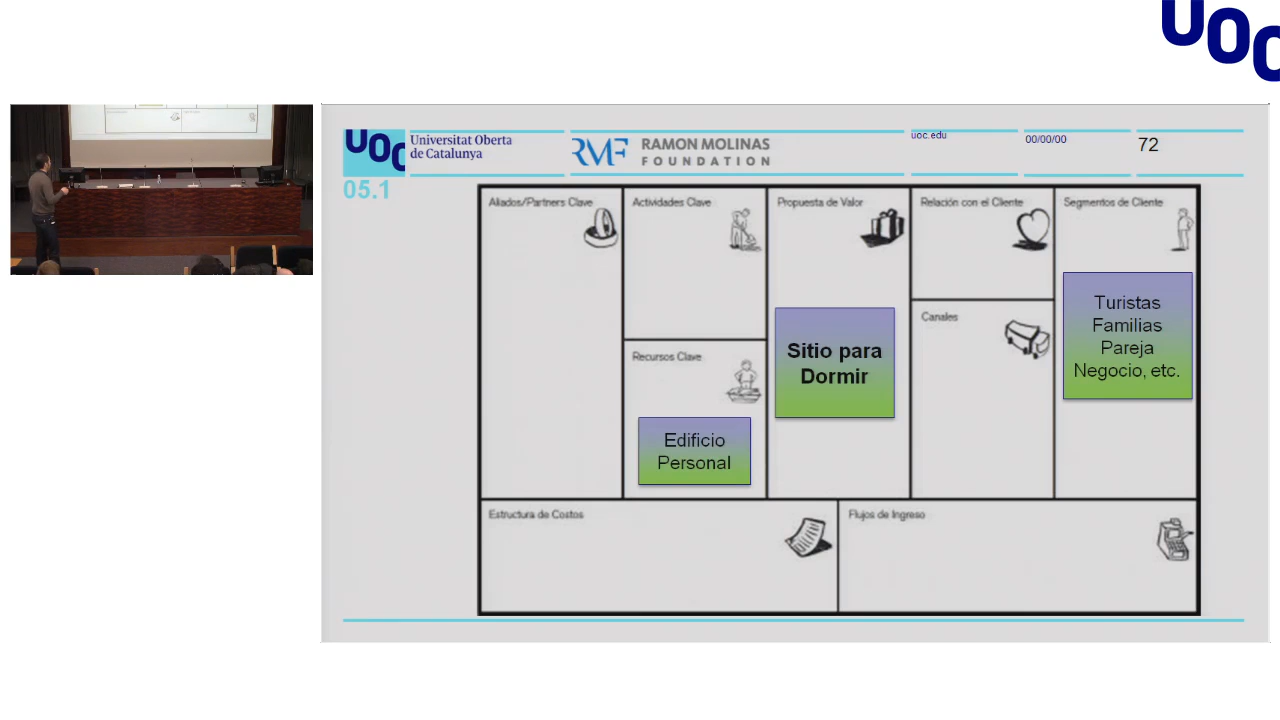 UOC
UOC
Universitat Oberta
de Catalunya
RMF
RAMON MOLINAS
FOUNDATION
uoc.edu
00/00/00
72
05.1
Aliados/Partners Clave
Actividades Clave
Propuesta de Valor
Relación con el Cliente
Segmentos de Cliente
Turistas
Familias
Pareja
Negocio, etc.
Canales
Sitio para
Dormir
Recursos Clave
Edificio
Personal
Estructura de Costos
Flujos de Ingreso